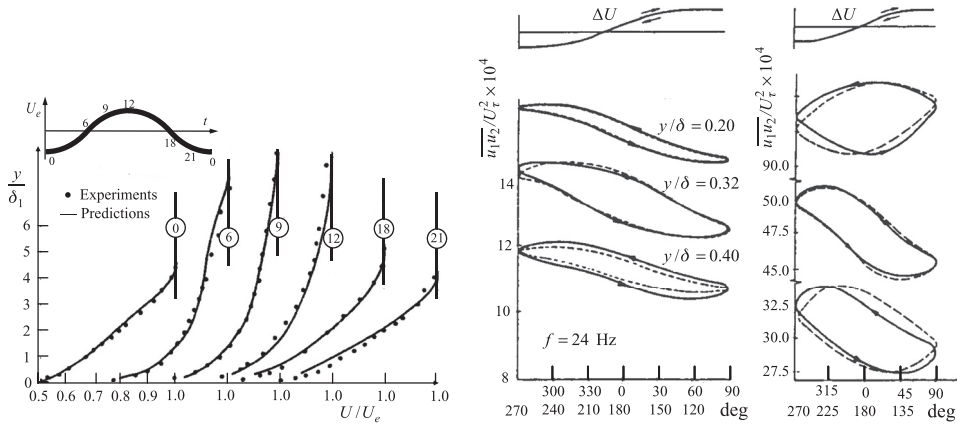 U_e
12
9
6
t
18
21
0
0
y
δ_1
• Experiments
— Predictions
0
6
9
12
18
21
6
5
4
3
2
1
0
0.5 0.6 0.7 0.8 0.9 1.0 1.0 1.0 1.0 1.0 1.0
U/U_e
ΔU
\overline{u_1u_2}/U_τ^2 × 10^4
y/δ = 0.20
14
y/δ = 0.32
12
y/δ = 0.40
10
f = 24 Hz
8
300 330 0 30 60 90
270 240 210 180 150 120 deg
ΔU
\overline{u_1u_2}/U_τ^2 × 10^4
90.0
50.0
47.5
45.0
32.5
30.0
27.5
315 0 45 90
270 225 180 135 deg